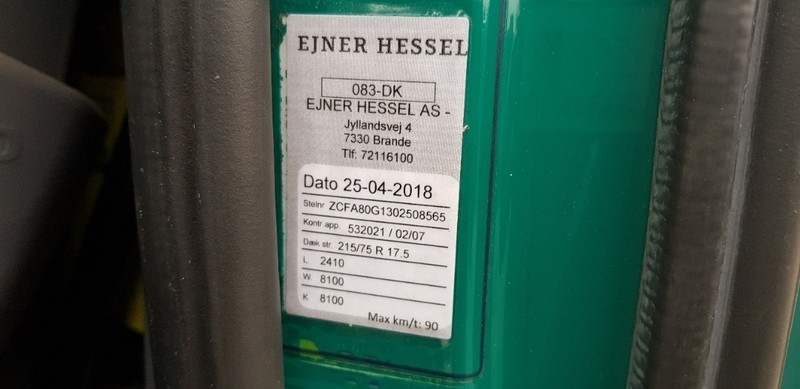 EJNER HESSEL
083-DK
EJNER HESSEL AS -
Jyllandsvej 4
7330 Brande
Tlf: 72116100
Dato 25-04-2018
Stelnr ZCFA80G1302508565
Kontr.app. 532021 / 02/07
Dæk str. 215/75 R 17.5
L 2410
W 8100
K 8100
Max km/t: 90